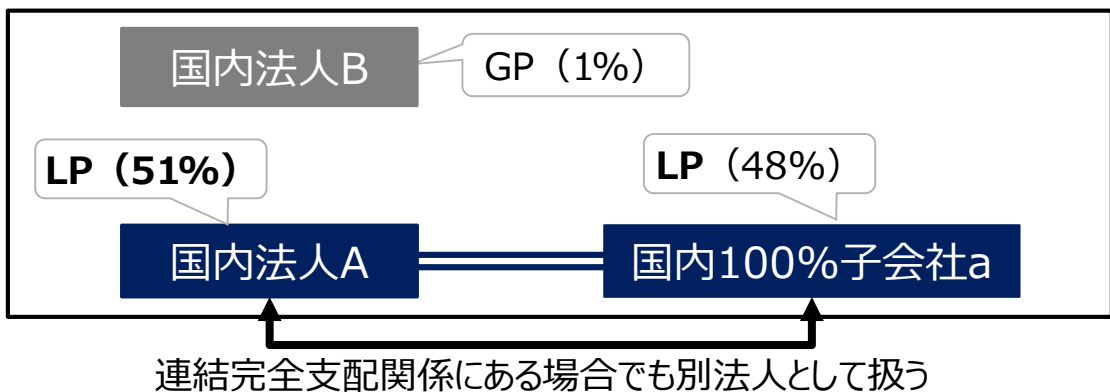 国内法人B
GP（1%）
LP（51%）
LP（48%）
国内法人A
国内100%子会社a
連結完全支配関係にある場合でも別法人として扱う